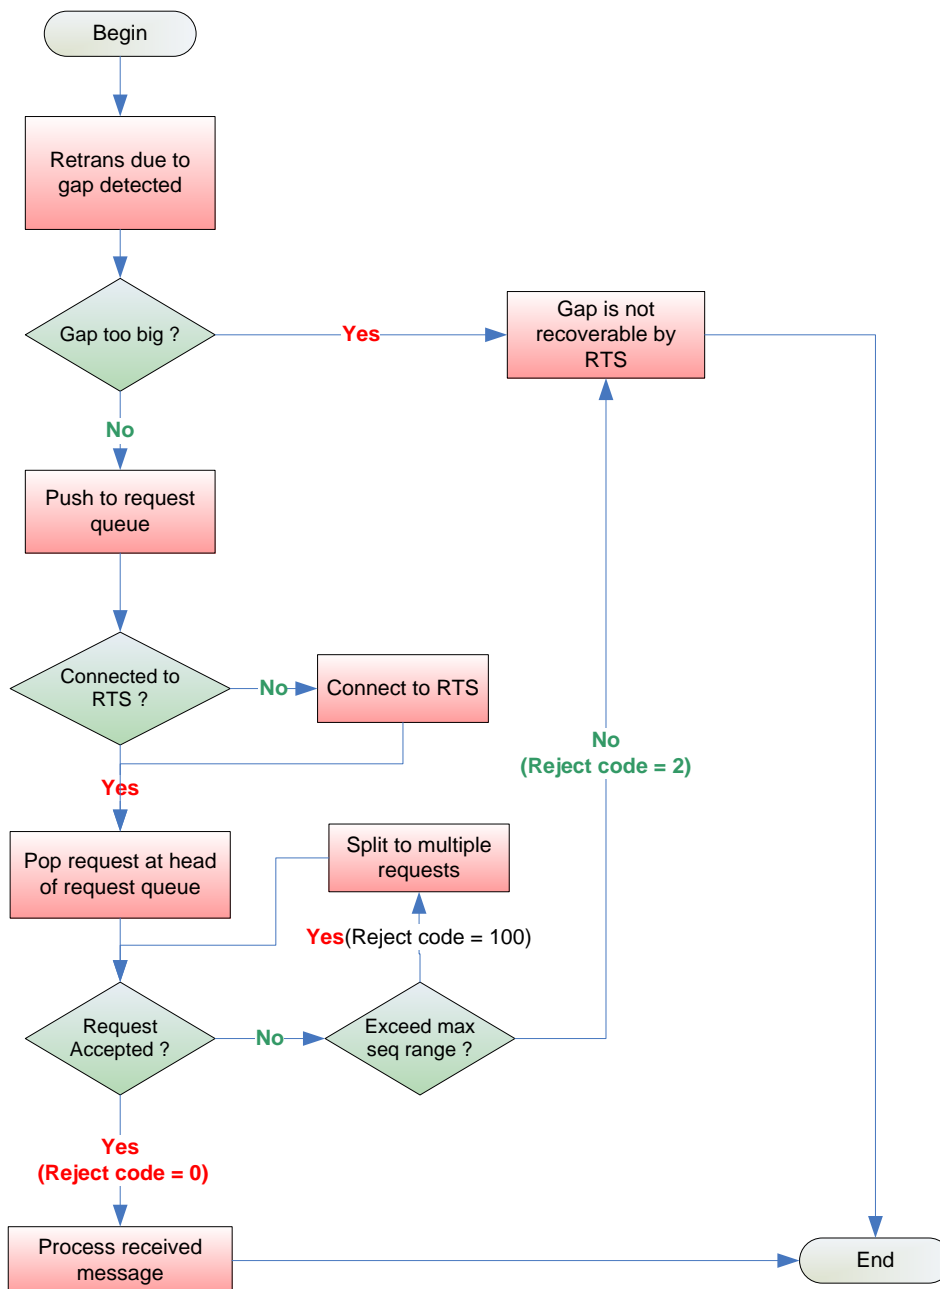 Begin
Retrans due to
gap detected
Gap too big ?
Yes
Gap is not
recoverable by
RTS
No
Push to request
queue
Connected to
RTS ?
No
Connect to RTS
No
(Reject code = 2)
Yes
Pop request at head
of request queue
Split to multiple
requests
Yes(Reject code = 100)
Request
Accepted ?
No
Exceed max
seq range ?
Yes
(Reject code = 0)
Process received
message
End